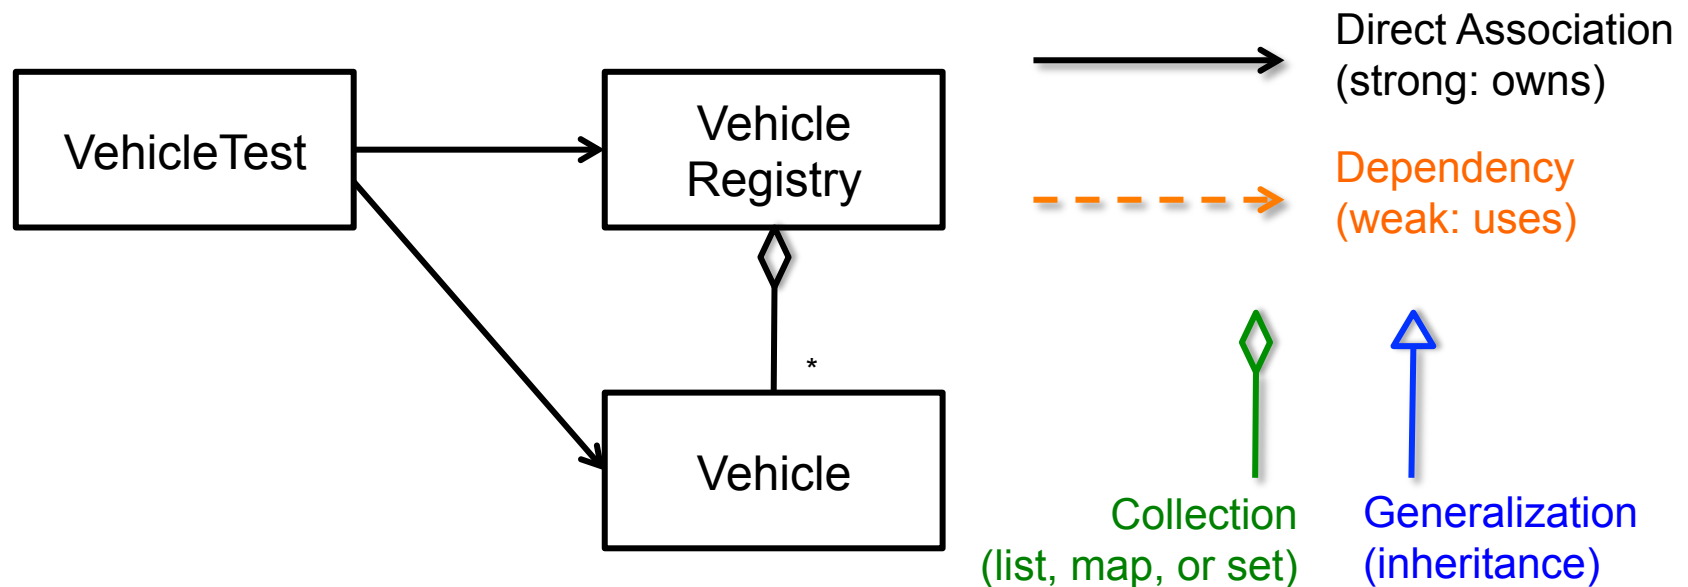 VehicleTest
Vehicle
Registry
*
Vehicle
Direct Association
(strong: owns)
Dependency
(weak: uses)
Collection
(list, map, or set)
Generalization
(inheritance)